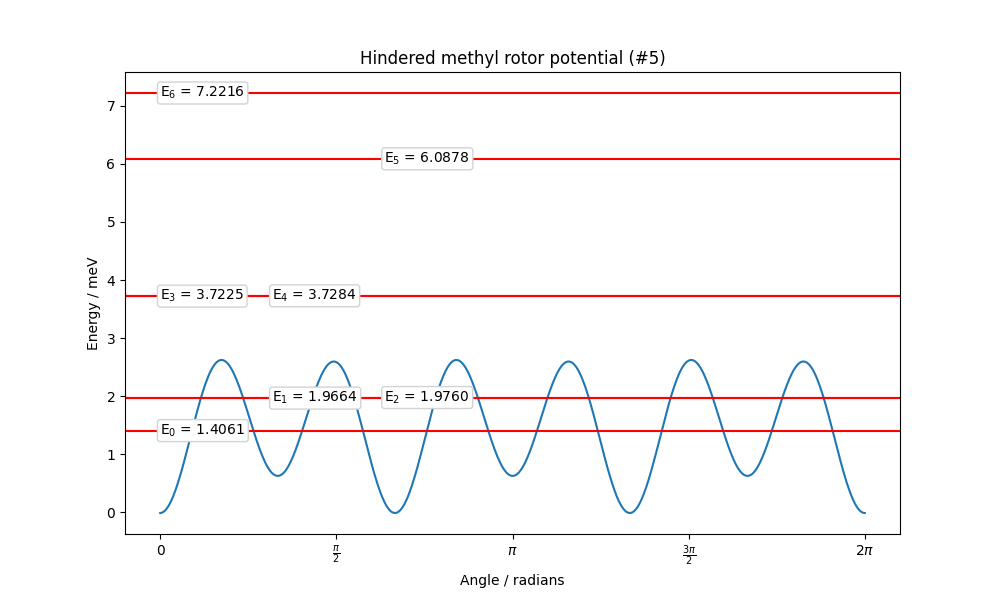 Hindered methyl rotor potential (#5)
Energy / meV
7
6
5
4
3
2
1
0
E₆ = 7.2216
E₅ = 6.0878
E₃ = 3.7225
E₄ = 3.7284
E₁ = 1.9664
E₂ = 1.9760
E₀ = 1.4061
0
π/2
π
3π/2
2π
Angle / radians